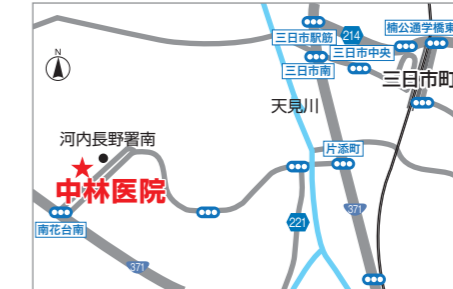 楠公通学橋東
三日市駅筋
214
三日市中央
三日市南
三日市町
N
天見川
河内長野署南
片添町
中林医院
371
221
南花台南
371